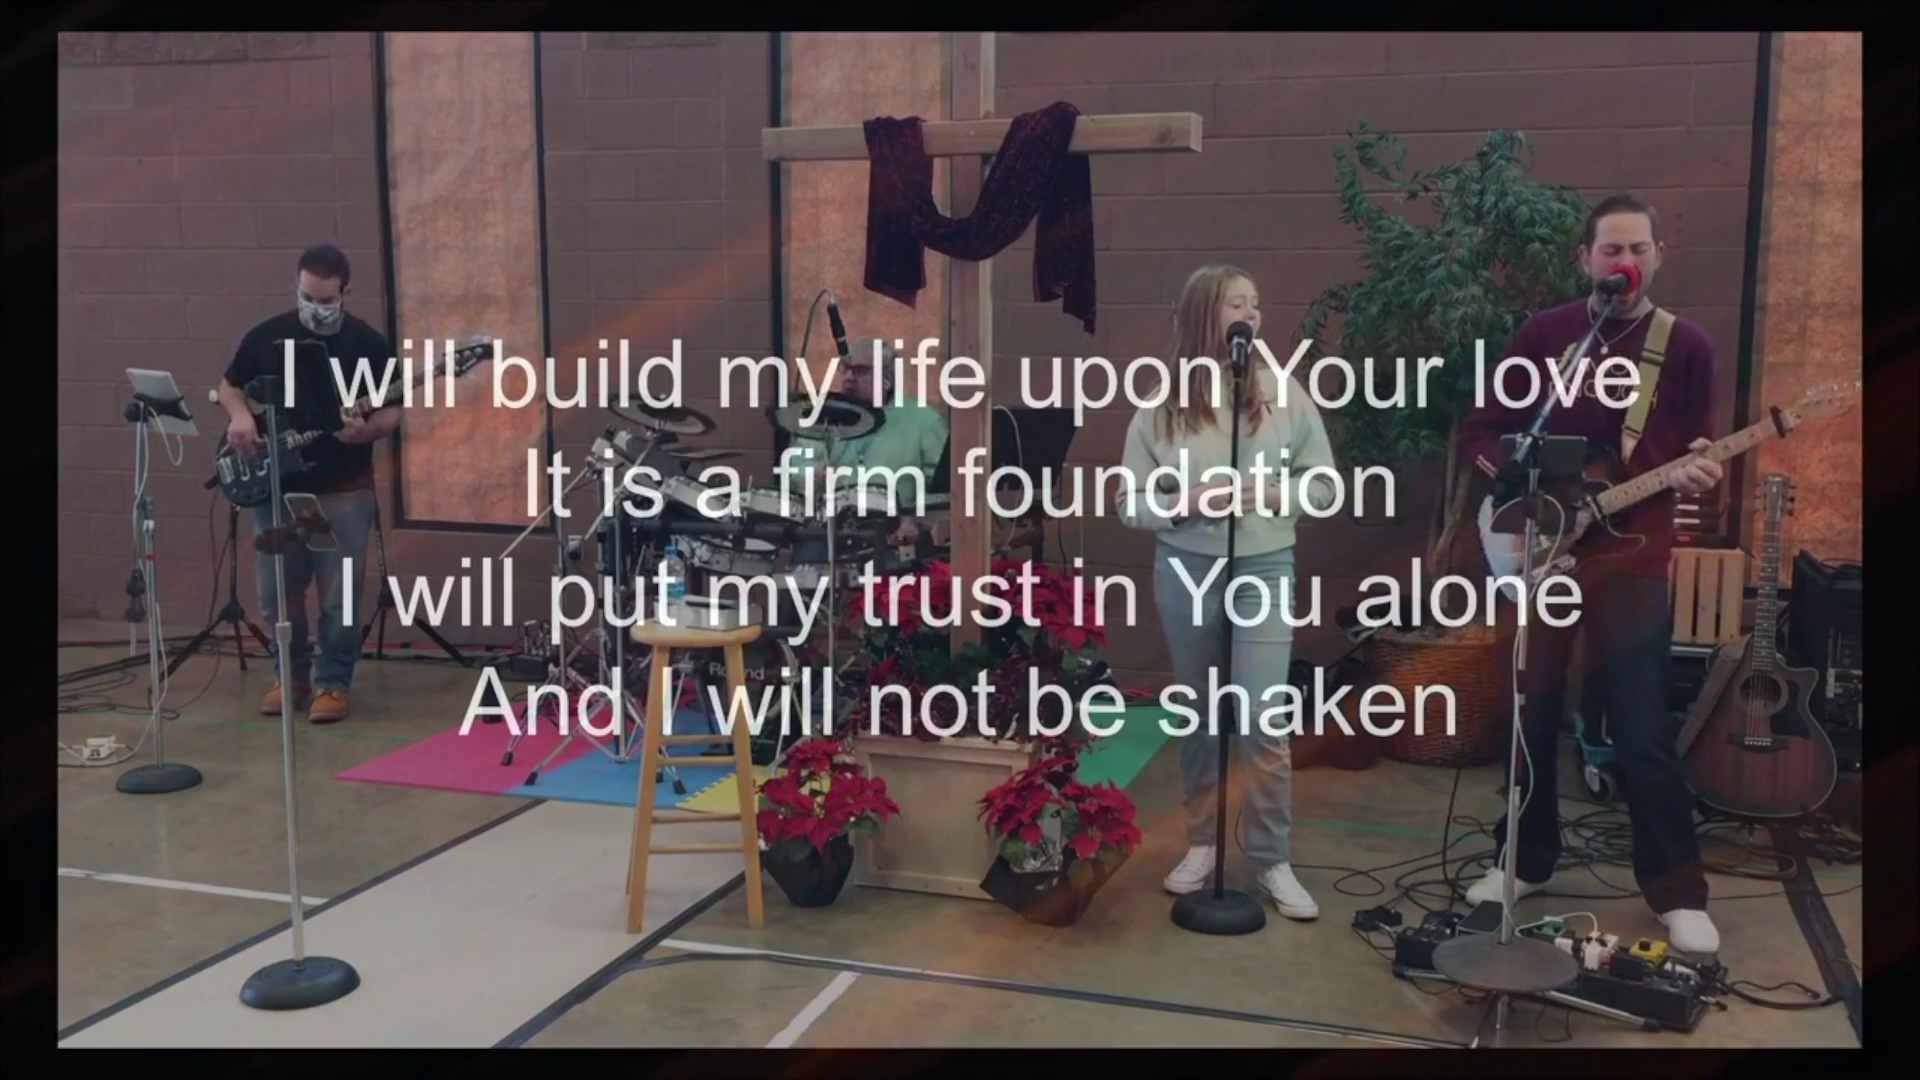 I will build my life upon Your love
It is a firm foundation
I will put my trust in You alone
And I will not be shaken
Roland